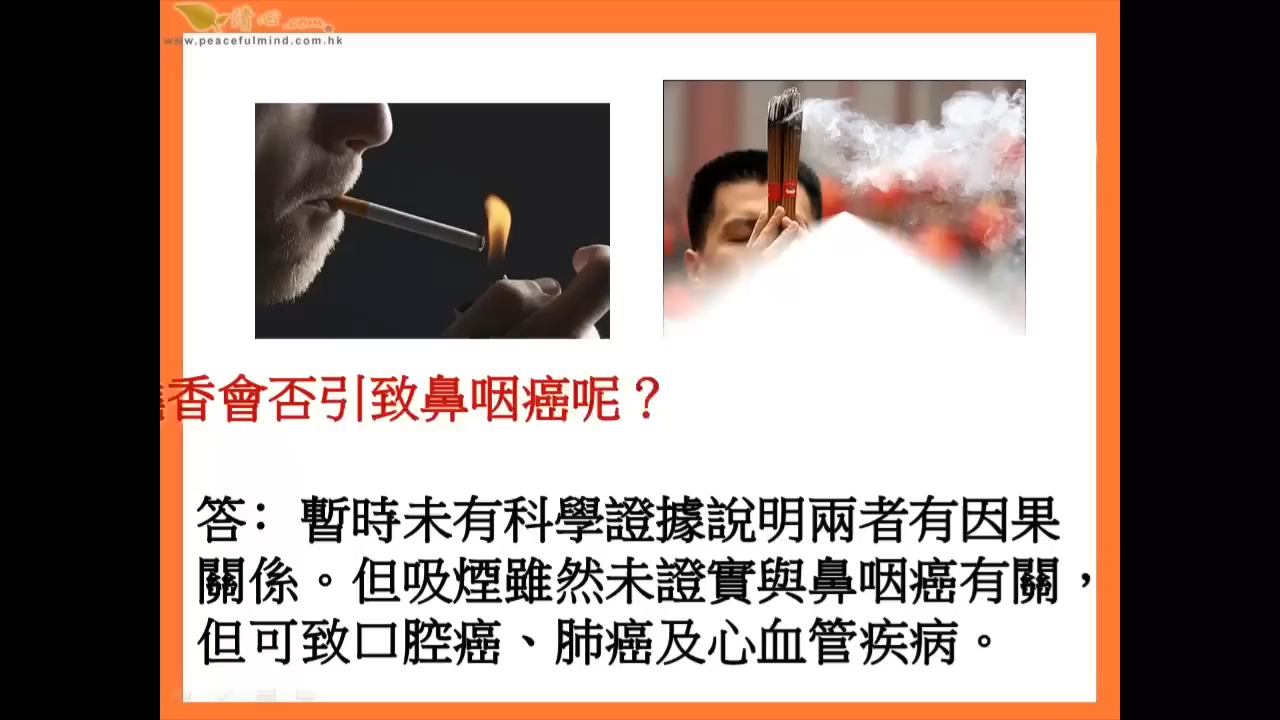 清心.com
www.peacefulmind.com.hk
香會否引致鼻咽癌呢？
答：暫時未有科學證據說明兩者有因果
關係。但吸煙雖然未證實與鼻咽癌有關，
但可致口腔癌、肺癌及心血管疾病。